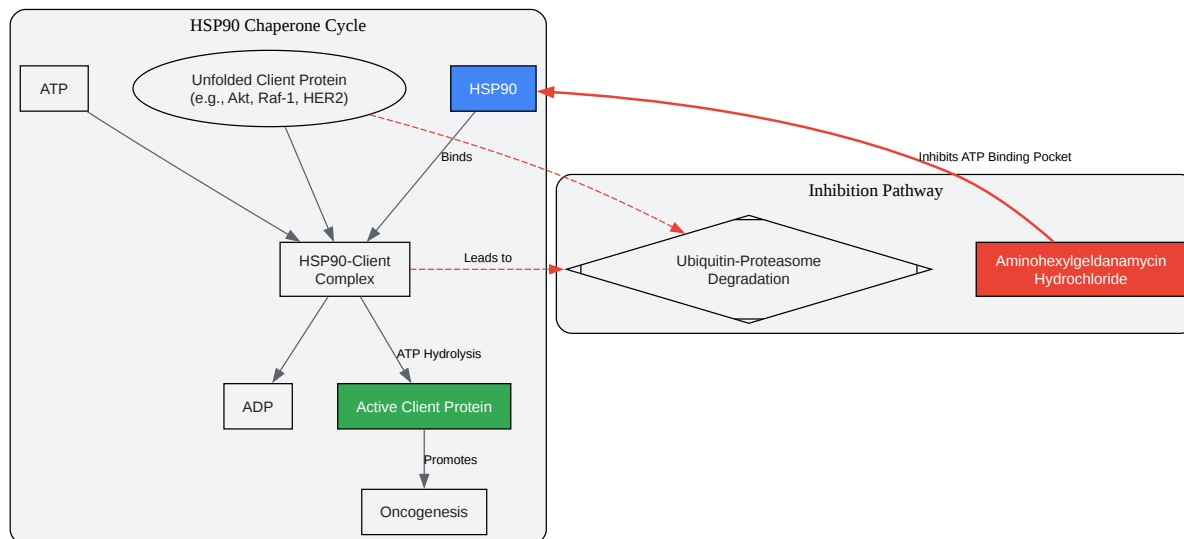 HSP90 Chaperone Cycle
ATP
Unfolded Client Protein
(e.g., Akt, Raf-1, HER2)
HSP90
Binds
Inhibits ATP Binding Pocket
Inhibition Pathway
HSP90-Client
Complex
Leads to
Ubiquitin-Proteasome
Degradation
Aminohexylgeldanamycin
Hydrochloride
ATP Hydrolysis
ADP
Active Client Protein
Promotes
Oncogenesis